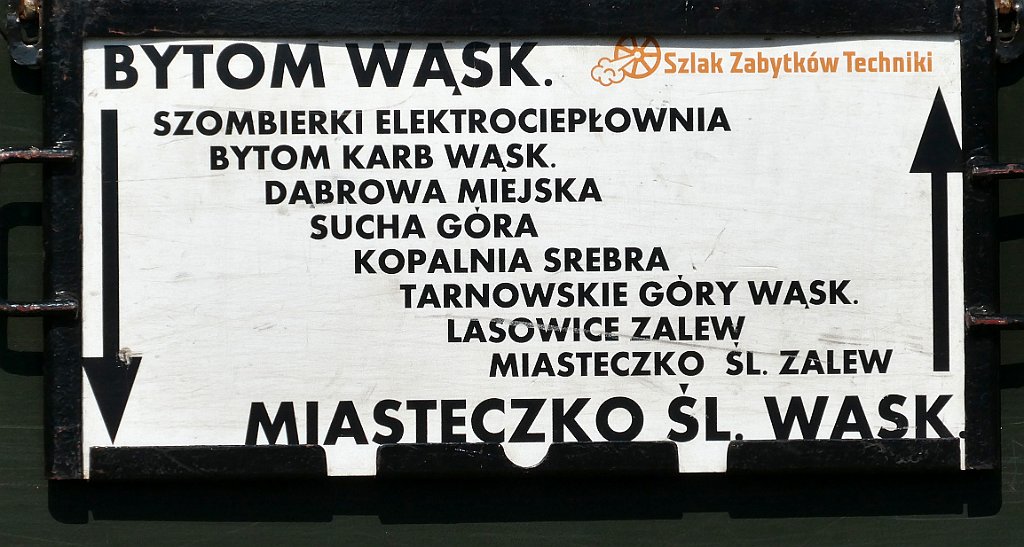 BYTOM WĄSK.
Szlak Zabytków Techniki
SZOMBIERKI ELEKTROCIEPŁOWNIA
BYTOM KARB WĄSK.
DABROWA MIEJSKA
SUCHA GÓRA
KOPALNIA SREBRA
TARNOWSKIE GÓRY WĄSK.
LASOWICE ZALEW
MIASTECZKO ŚL. ZALEW
MIASTECZKO ŚL. WĄSK.